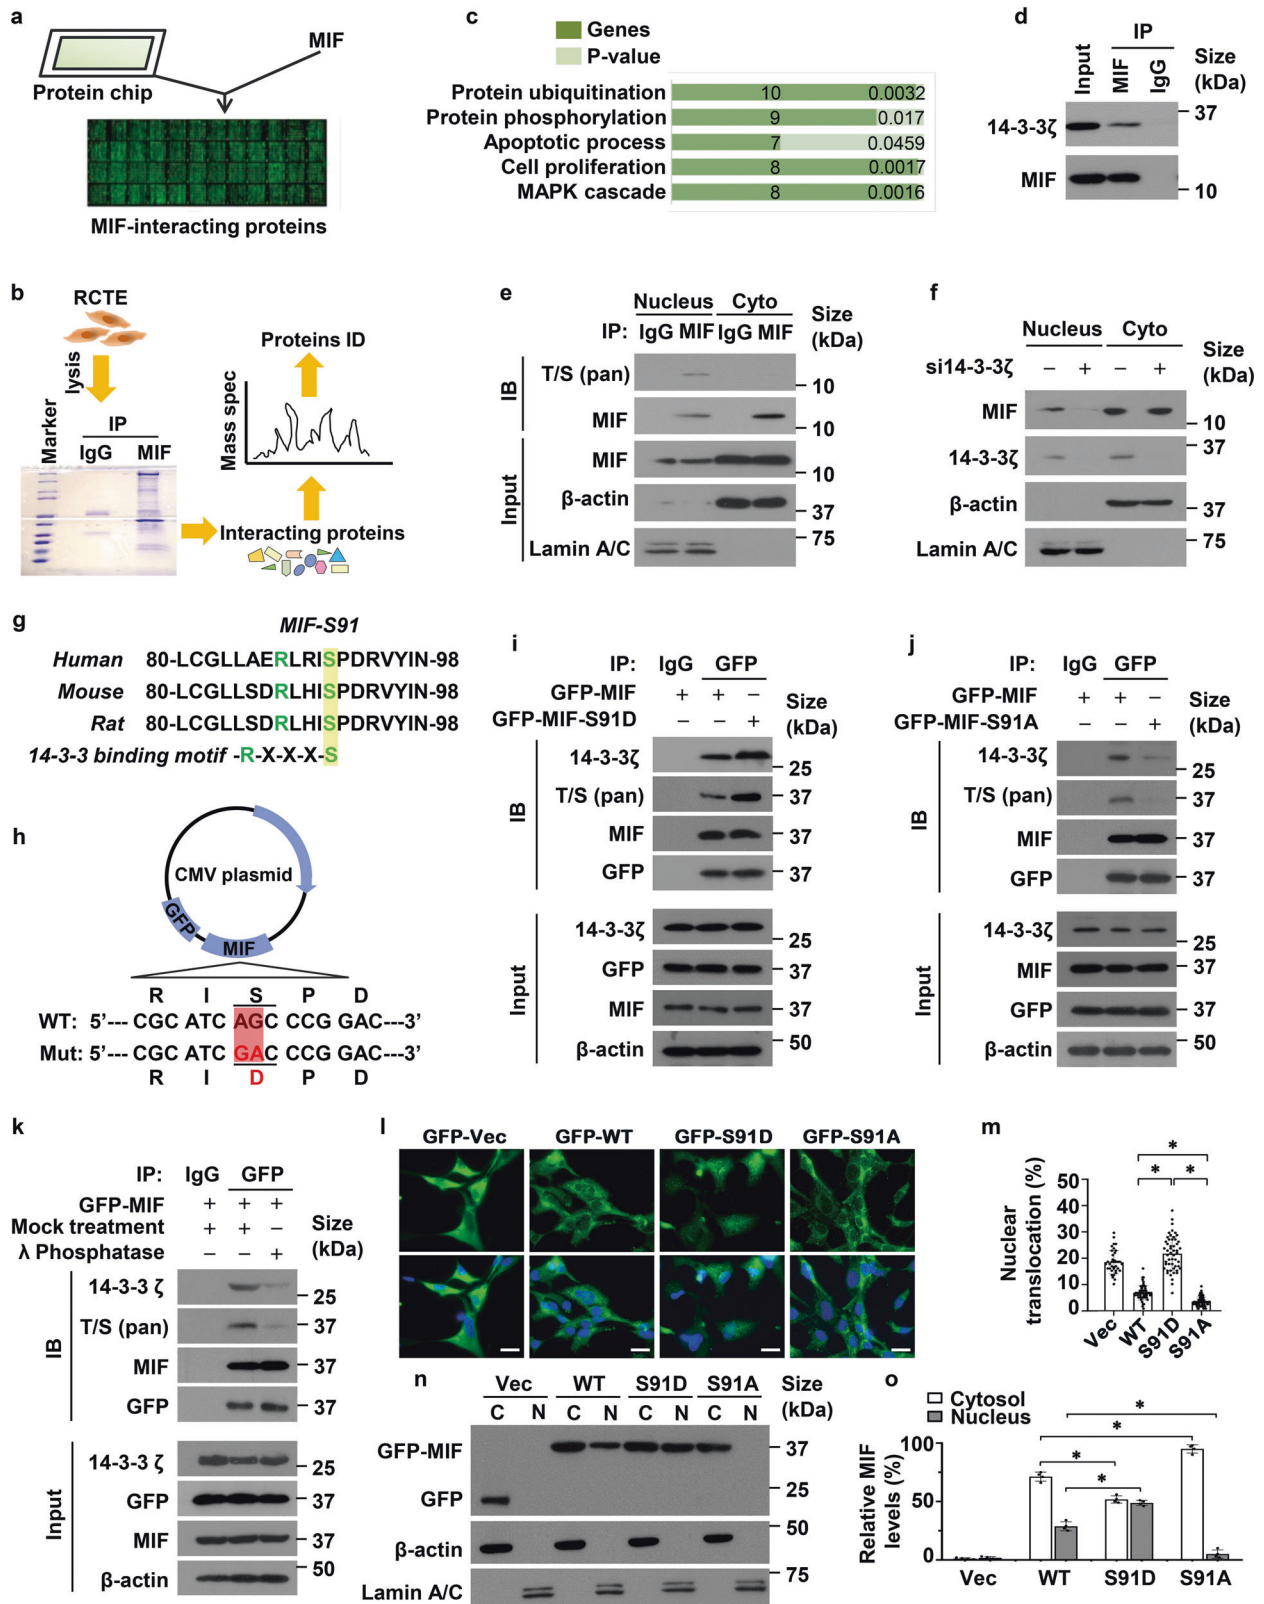 a
MIF
Protein chip
MIF-interacting proteins
c
Genes
P-value
Protein ubiquitination 10 0.0032
Protein phosphorylation 9 0.017
Apoptotic process 7 0.0459
Cell proliferation 8 0.0017
MAPK cascade 8 0.0016
d
IP
Input MIF IgG
Size
(kDa)
14-3-3ζ 37
MIF 10
b
RCTE
lysis
IP
Marker IgG MIF
Proteins ID
Mass spec
Interacting proteins
e
Nucleus Cyto
IP: IgG MIF IgG MIF
Size
(kDa)
IB
T/S (pan) 10
MIF 10
Input
MIF 10
β-actin 37
Lamin A/C 75
f
Nucleus Cyto
si14-3-3ζ − + − +
Size
(kDa)
MIF 10
14-3-3ζ 37
β-actin 37
Lamin A/C 75
g
MIF-S91
Human 80-LCGLLAERLRISPDRVYIN-98
Mouse 80-LCGLLSDRLHISPDRVYIN-98
Rat 80-LCGLLSDRLHISPDRVYIN-98
14-3-3 binding motif -R-X-X-X-S
h
CMV plasmid
GFP
MIF
R I S P D
WT: 5’--- CGC ATC AGC CCG GAC---3’
Mut: 5’--- CGC ATC GAC CCG GAC---3’
R I D P D
i
IP: IgG GFP
GFP-MIF + + −
GFP-MIF-S91D − − +
Size
(kDa)
IB
14-3-3ζ 25
T/S (pan) 37
MIF 37
GFP 37
Input
14-3-3ζ 25
GFP 37
MIF 37
β-actin 50
j
IP: IgG GFP
GFP-MIF + + −
GFP-MIF-S91A − − +
Size
(kDa)
IB
14-3-3ζ 25
T/S (pan) 37
MIF 37
GFP 37
Input
14-3-3ζ 25
MIF 37
GFP 37
β-actin 50
k
IP: IgG GFP
GFP-MIF + + +
Mock treatment + + −
λ Phosphatase − − +
Size
(kDa)
IB
14-3-3 ζ 25
T/S (pan) 37
MIF 37
GFP 37
Input
14-3-3 ζ 25
GFP 37
MIF 37
β-actin 50
l
GFP-Vec GFP-WT GFP-S91D GFP-S91A
m
Nuclear
translocation (%)
50
40
30
20
10
0
* * *
Vec WT S91D S91A
n
Vec WT S91D S91A
C N C N C N C N
Size
(kDa)
GFP-MIF 37
GFP 25
β-actin 50
Lamin A/C 75
o
Cytosol
Nucleus
Relative MIF
levels (%)
100
50
0
* * * *
Vec WT S91D S91A